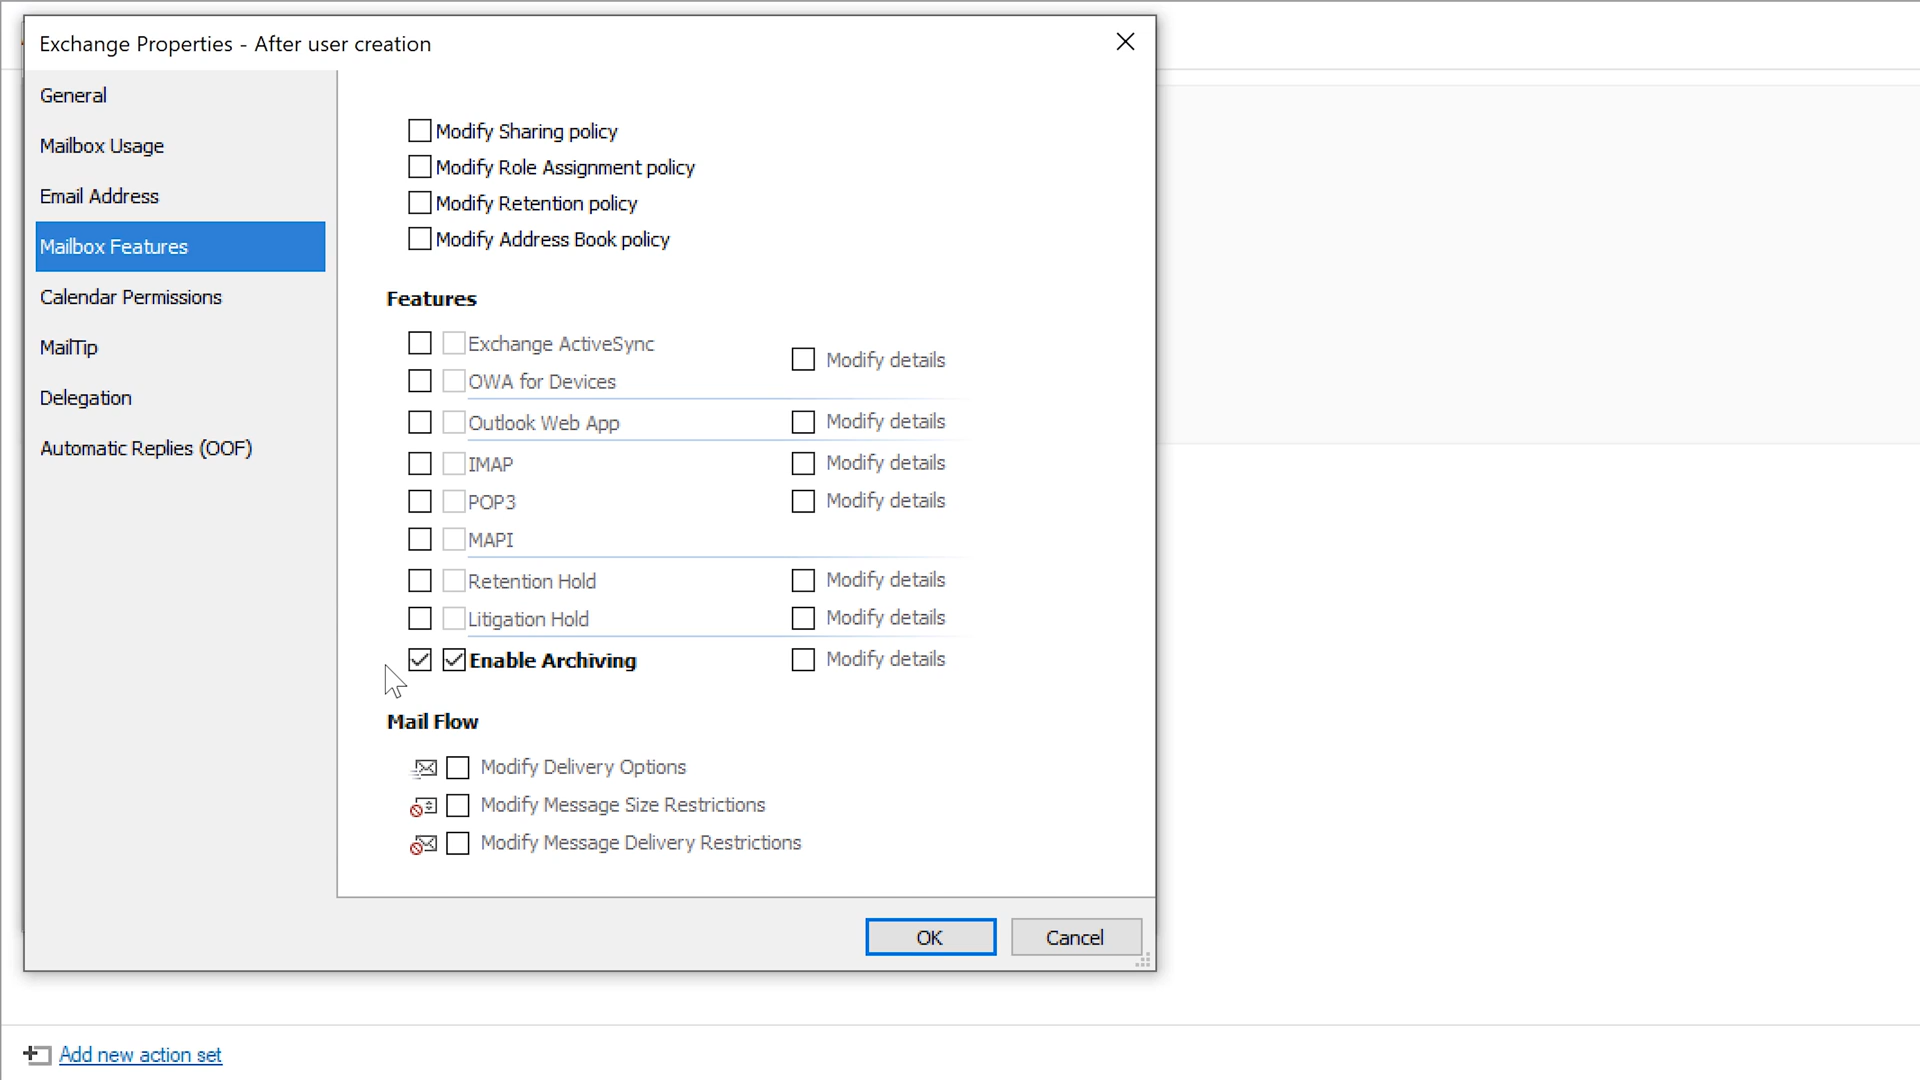 Exchange Properties - After user creation
General
Mailbox Usage
Email Address
Mailbox Features
Calendar Permissions
MailTip
Delegation
Automatic Replies (OOF)
Modify Sharing policy
Modify Role Assignment policy
Modify Retention policy
Modify Address Book policy
Features
Exchange ActiveSync
Modify details
OWA for Devices
Outlook Web App Modify details
IMAP Modify details
POP3 Modify details
MAPI
Retention Hold Modify details
Litigation Hold Modify details
Enable Archiving Modify details
Mail Flow
Modify Delivery Options
Modify Message Size Restrictions
Modify Message Delivery Restrictions
OK Cancel
Add new action set